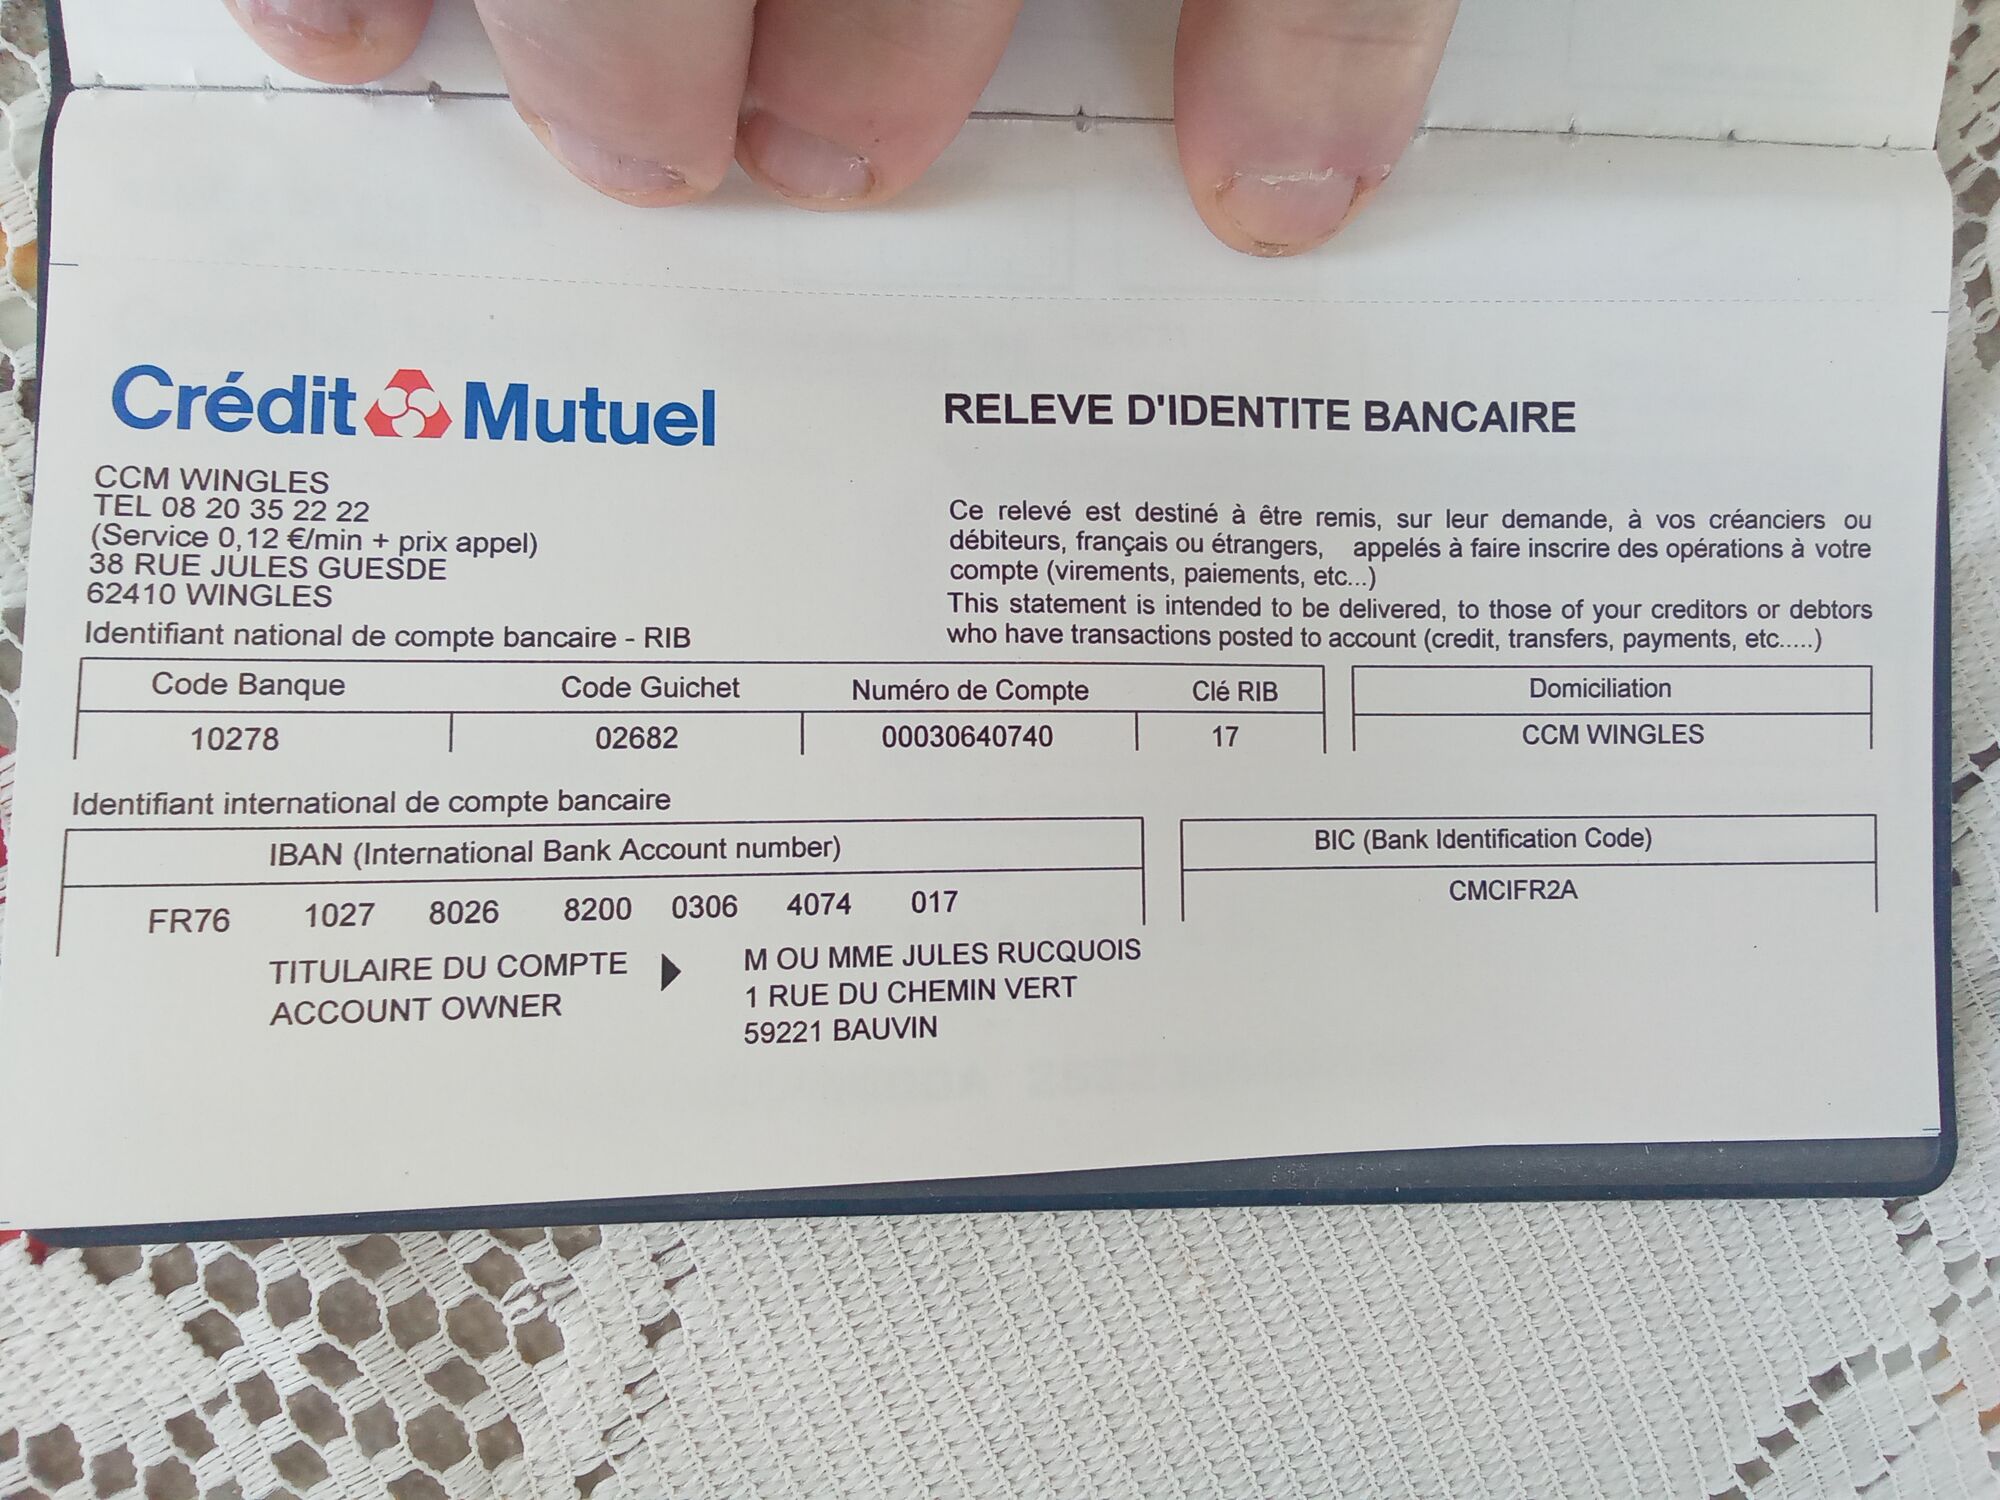 Crédit Mutuel
RELEVE D'IDENTITE BANCAIRE
CCM WINGLES
TEL 08 20 35 22 22
(Service 0,12 €/min + prix appel)
38 RUE JULES GUESDE
62410 WINGLES
Ce relevé est destiné à être remis, sur leur demande, à vos créanciers ou
débiteurs, français ou étrangers, appelés à faire inscrire des opérations à votre
compte (virements, paiements, etc...)
This statement is intended to be delivered, to those of your creditors or debtors
who have transactions posted to account (credit, transfers, payments, etc.....)
Identifiant national de compte bancaire - RIB
Code Banque Code Guichet Numéro de Compte Clé RIB Domiciliation
10278 02682 00030640740 17 CCM WINGLES
Identifiant international de compte bancaire
IBAN (International Bank Account number) BIC (Bank Identification Code)
FR76 1027 8026 8200 0306 4074 017 CMCIFR2A
TITULAIRE DU COMPTE M OU MME JULES RUCQUOIS
ACCOUNT OWNER 1 RUE DU CHEMIN VERT
59221 BAUVIN